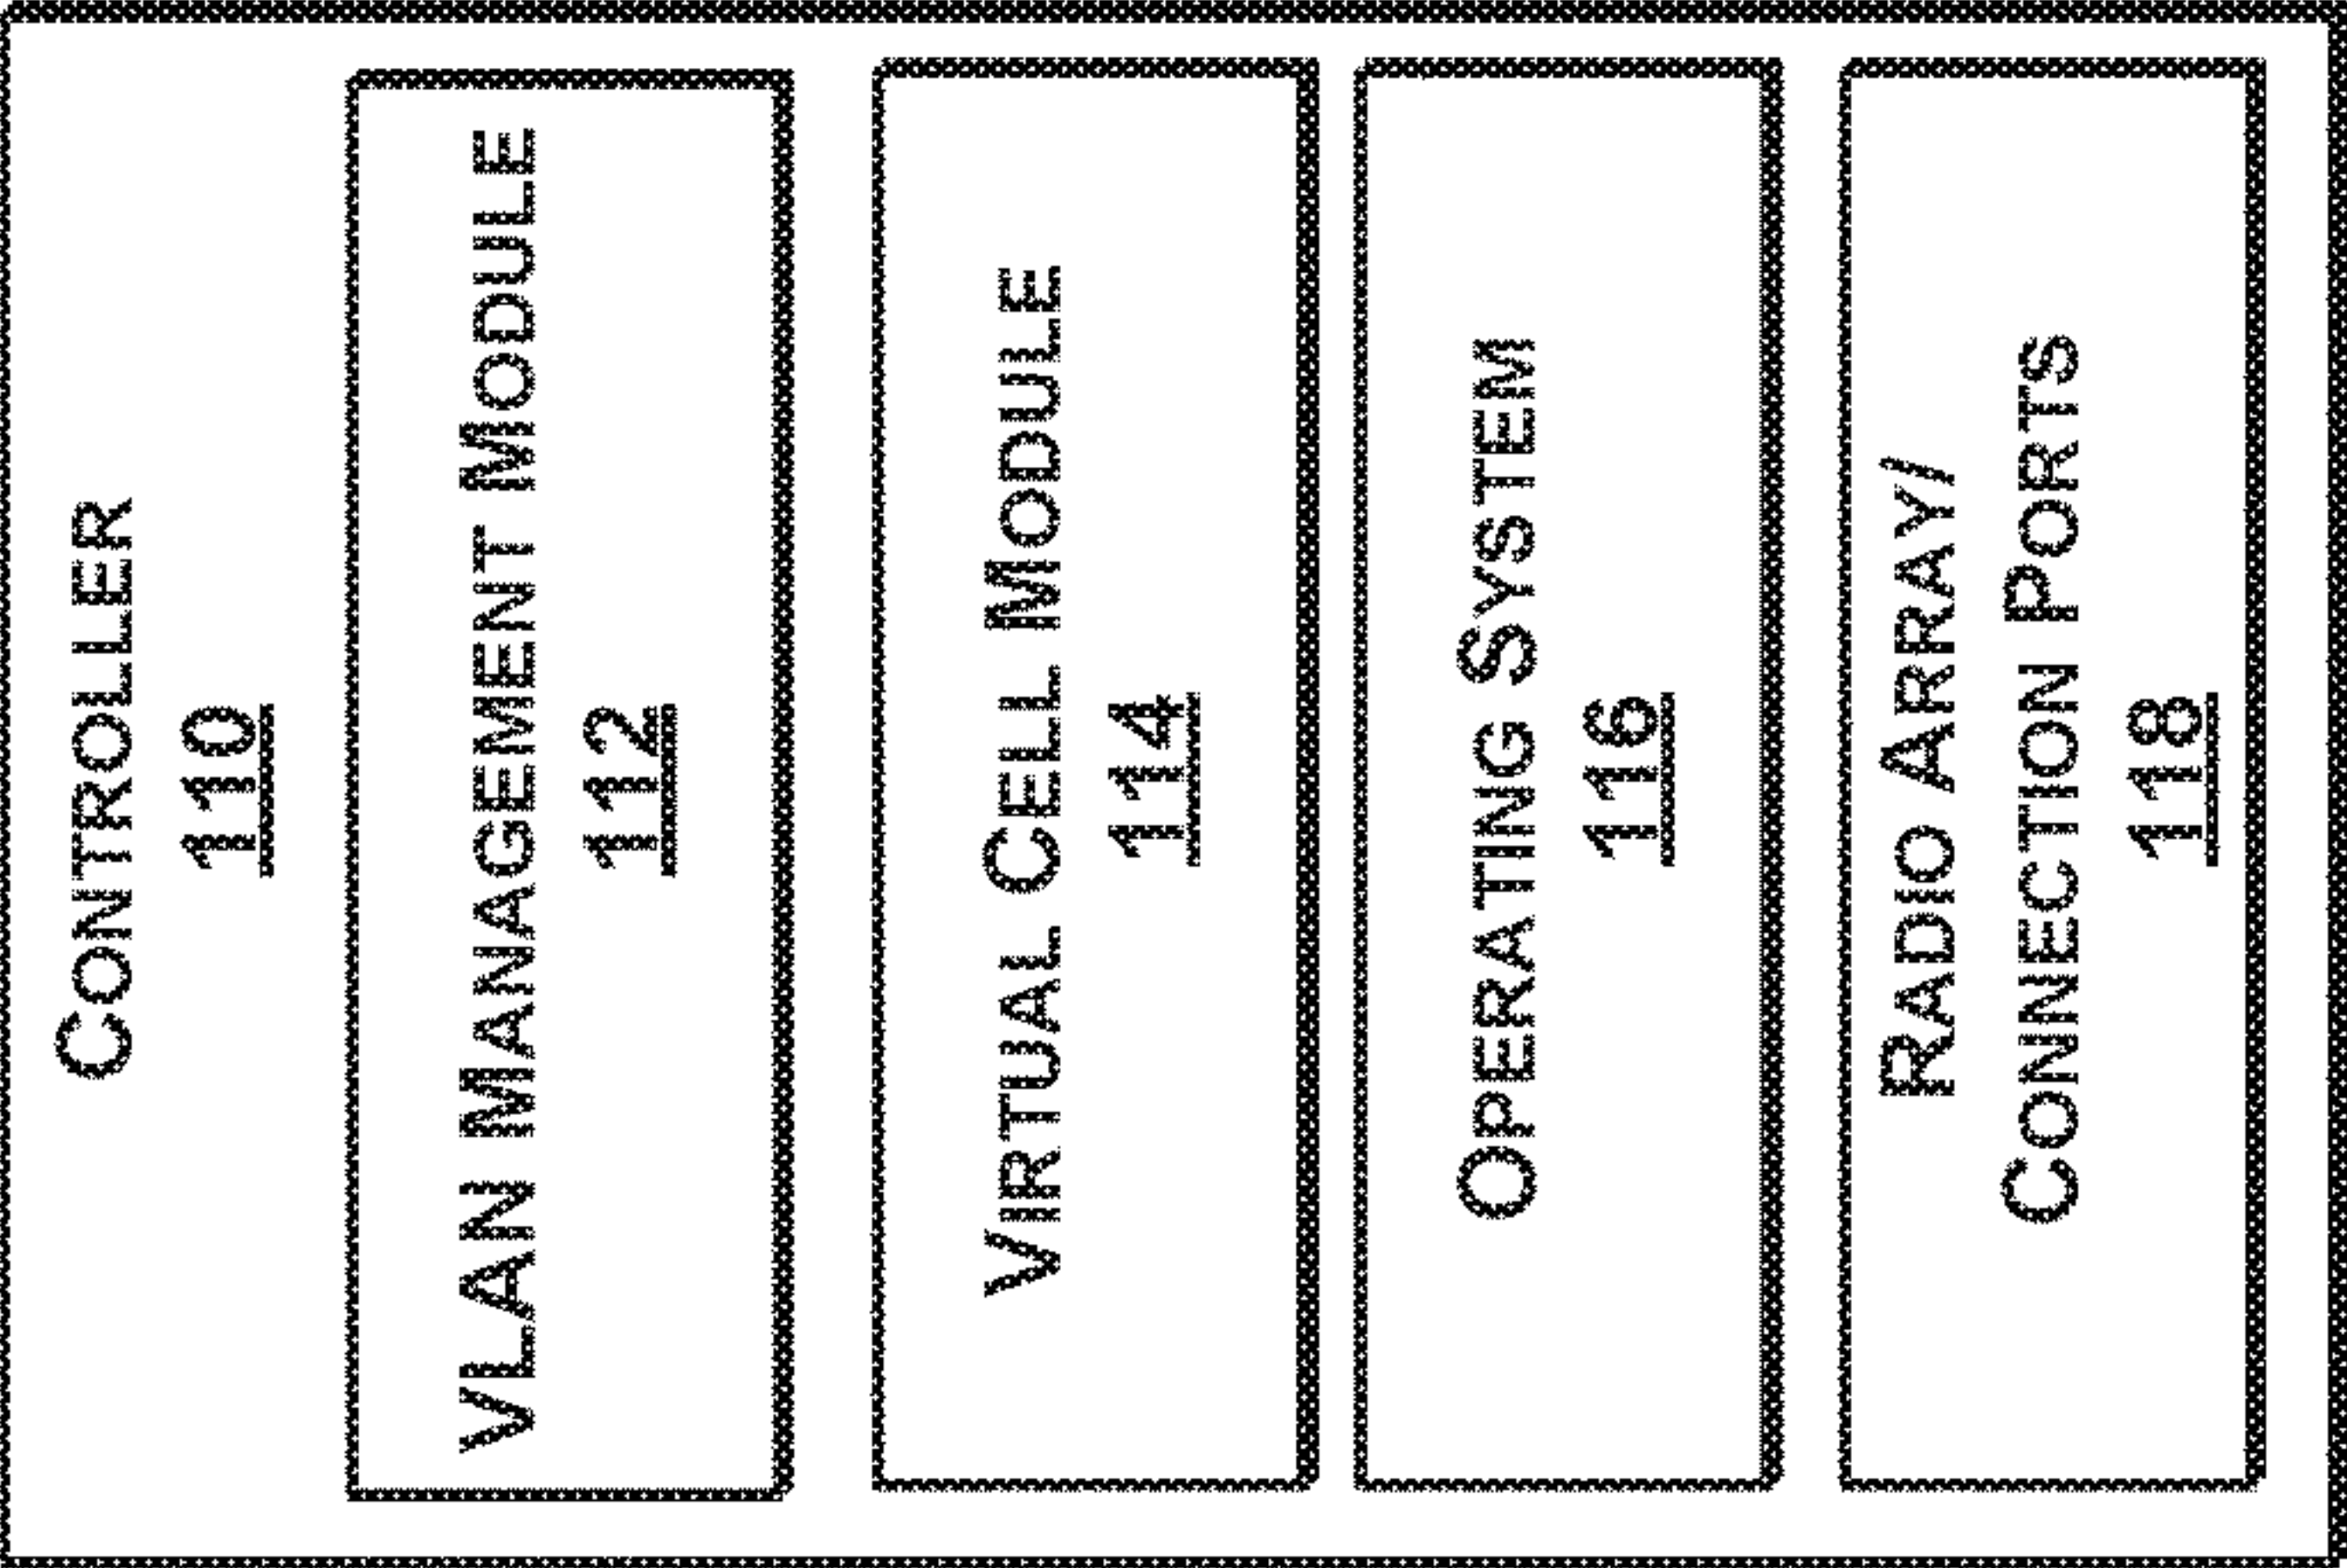 CONTROLLER
110
VLAN MANAGEMENT MODULE
112
VIRTUAL CELL MODULE
114
OPERATING SYSTEM
116
RADIO ARRAY/
CONNECTION PORTS
118